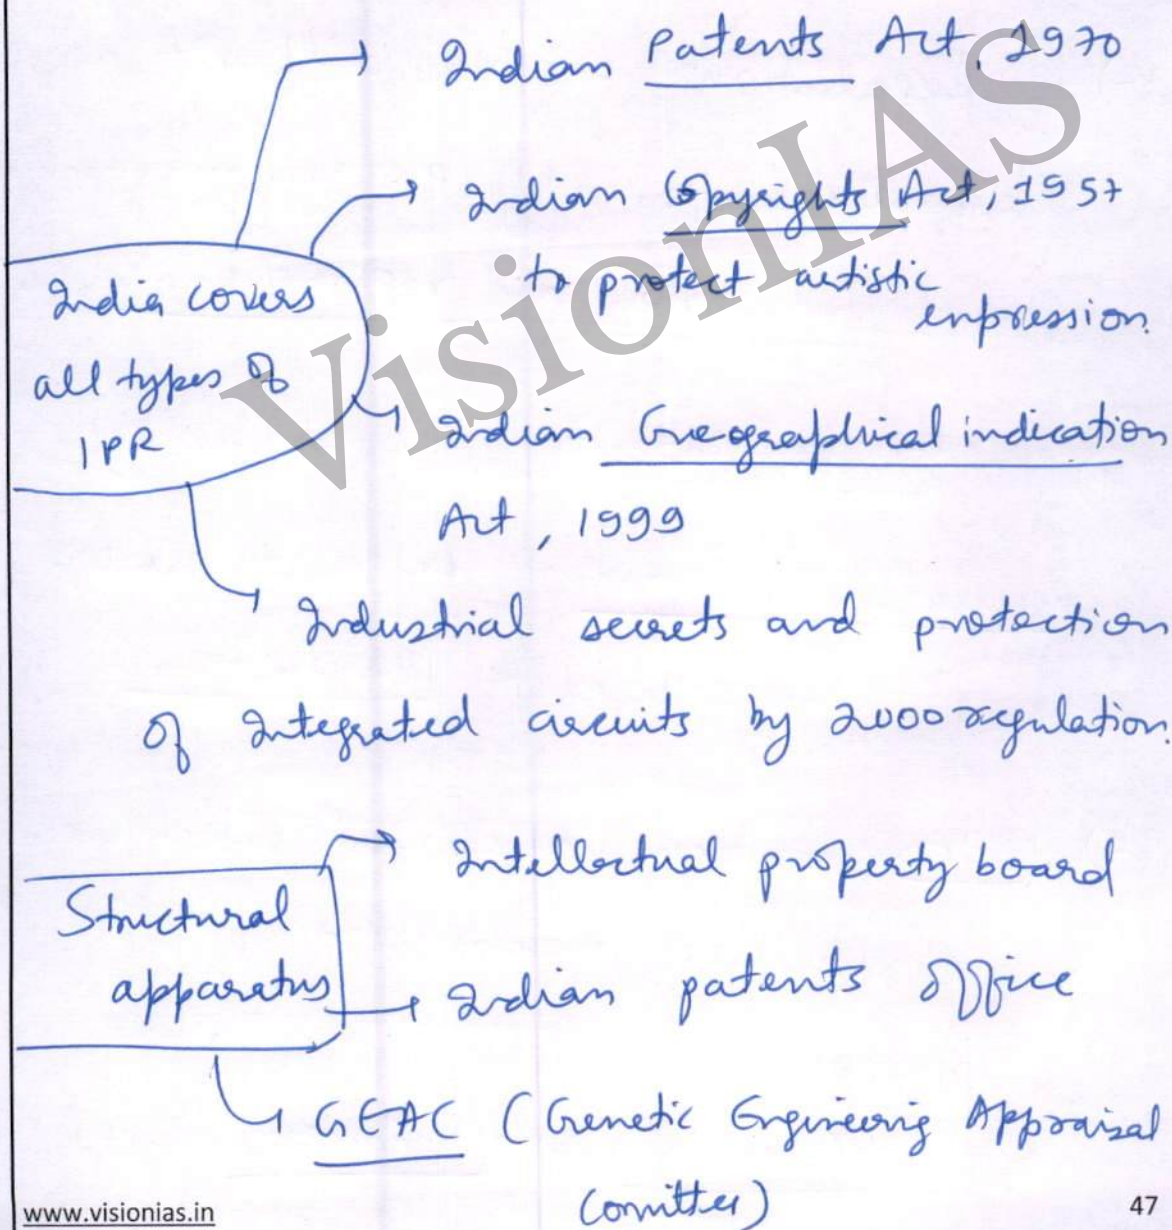 Indian Patents Act, 1970
Indian Copyrights Act, 1957
to protect artistic
expression.
India covers
all types of
IPR
Indian Geographical indication
Act, 1999
Industrial secrets and protection
of Integrated circuits by 2000 regulation.
Intellectual property board
Structural
apparatus
Indian patents office
GEAC (Genetic Engineering Appraisal
Comittee)
www.visionias.in
47
VisionIAS